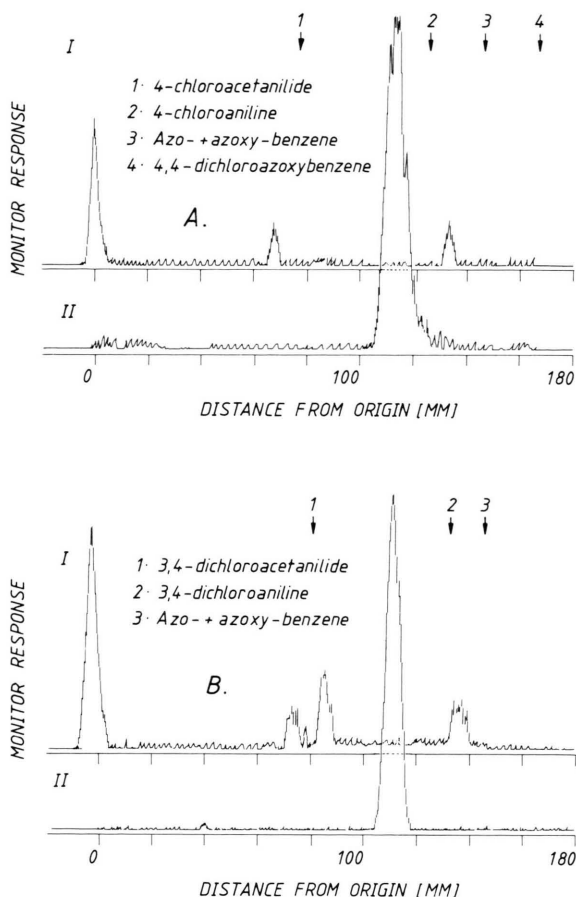 1 2 3 4
I
1· 4-chloroacetanilide
2· 4-chloroaniline
3· Azo- + azoxy-benzene
4· 4,4-dichloroazoxybenzene
A.
MONITOR RESPONSE
II
0 100 180
DISTANCE FROM ORIGIN [MM]
1 2 3
I
1· 3,4-dichloroacetanilide
2· 3,4-dichloroaniline
3· Azo- + azoxy-benzene
B.
MONITOR RESPONSE
II
0 100 180
DISTANCE FROM ORIGIN [MM]